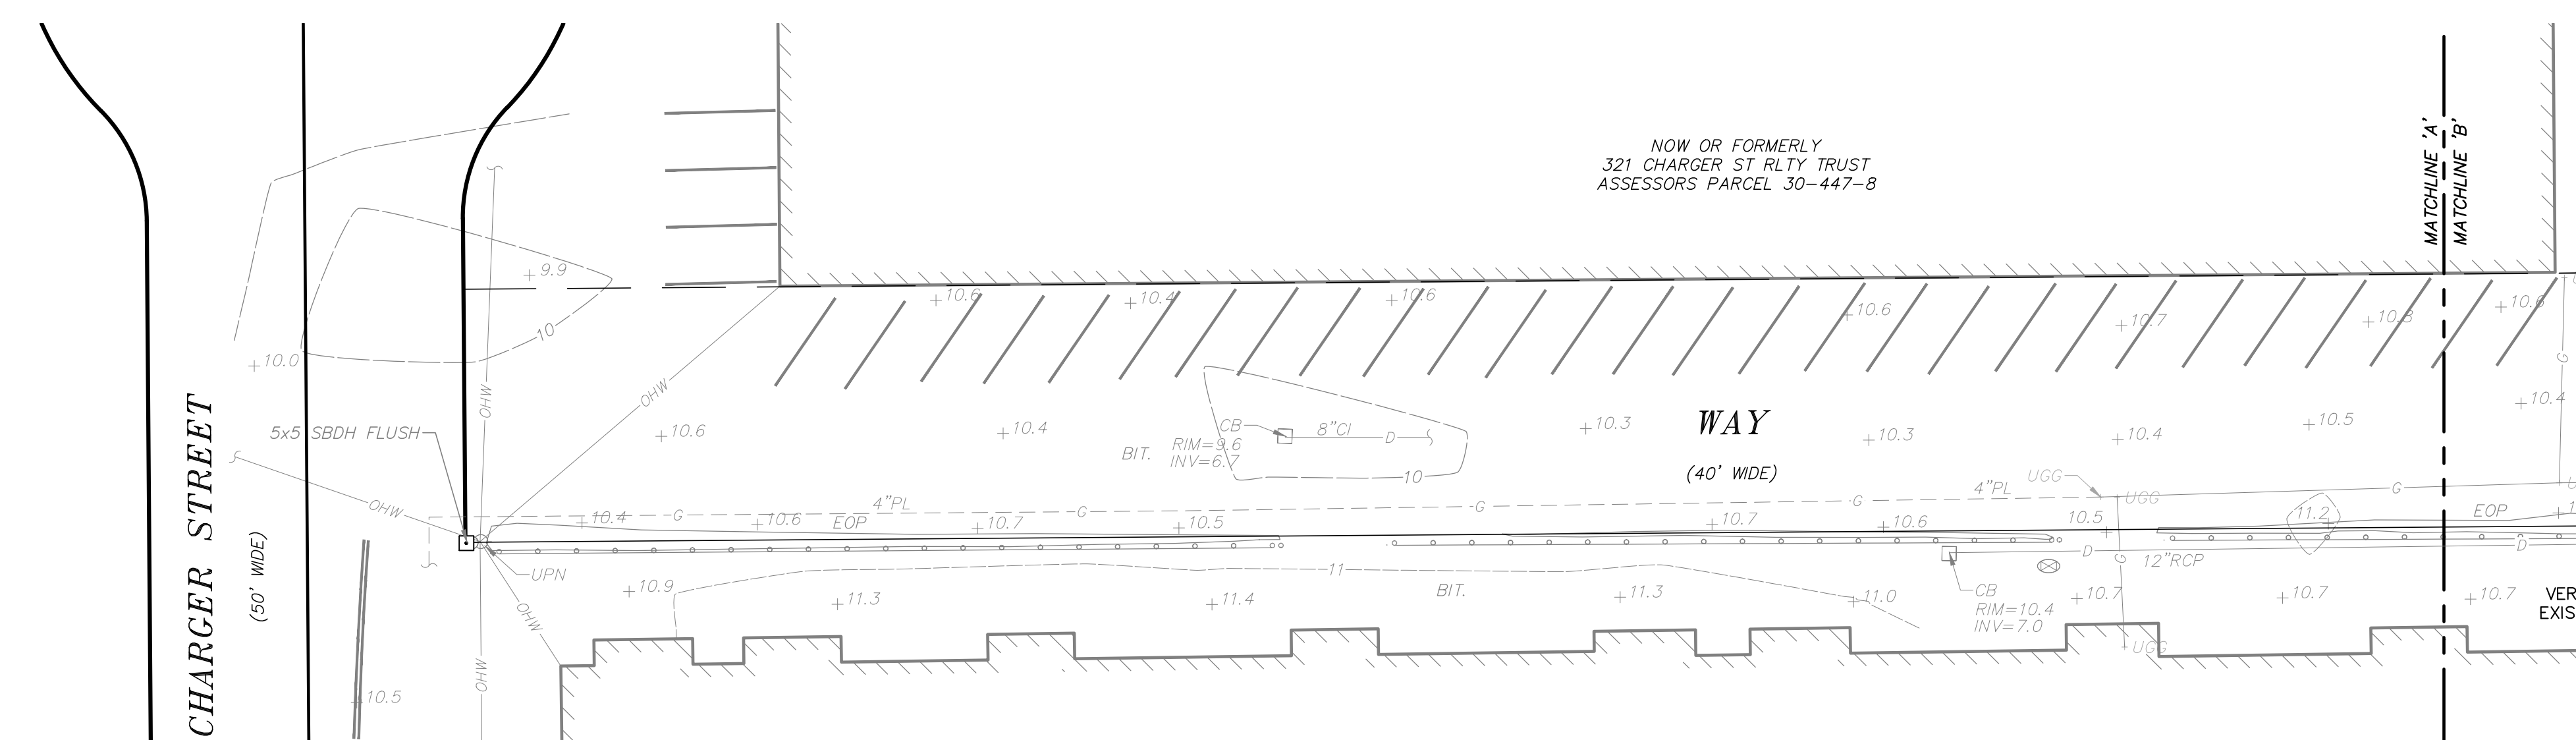 NOW OR FORMERLY
321 CHARGER ST RLTY TRUST
ASSESSORS PARCEL 30-447-8
MATCHLINE 'A'
MATCHLINE 'B'
+9.9
10
+10.0
+10.6
+10.4
+10.6
+10.6
+10.7
+10.8
+10.6
OHW
OHW
OHW
5x5 SBDH FLUSH
+10.6
+10.4
CB
RIM=9.6
INV=6.7
BIT.
8"CI
D
10
+10.3
WAY
(40' WIDE)
+10.3
+10.4
+10.5
+10.4
G
CHARGER STREET
(50' WIDE)
G
4"PL
G
G
G
4"PL
UGG
UGG
G
+10.4
+10.6
EOP
+10.7
+10.5
+10.7
+10.6
10.5
11.2
EOP
UPN
OHW
OHW
+10.9
+11.3
+11.4
11
BIT.
+11.3
+11.0
CB
RIM=10.4
INV=7.0
D
12"RCP
D
G
+10.7
+10.7
+10.7
UGG
VER
EXIS
+10.5